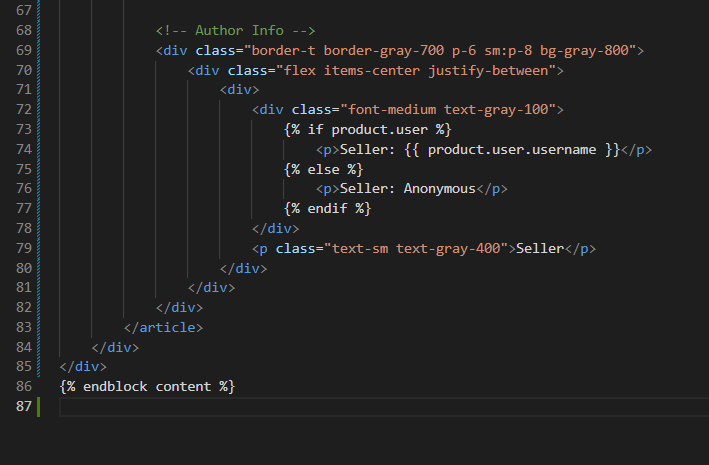 67
68 <!-- Author Info -->
69 <div class="border-t border-gray-700 p-6 sm:p-8 bg-gray-800">
70 <div class="flex items-center justify-between">
71 <div>
72 <div class="font-medium text-gray-100">
73 {% if product.user %}
74 <p>Seller: {{ product.user.username }}</p>
75 {% else %}
76 <p>Seller: Anonymous</p>
77 {% endif %}
78 </div>
79 <p class="text-sm text-gray-400">Seller</p>
80 </div>
81 </div>
82 </div>
83 </article>
84 </div>
85 </div>
86 {% endblock content %}
87